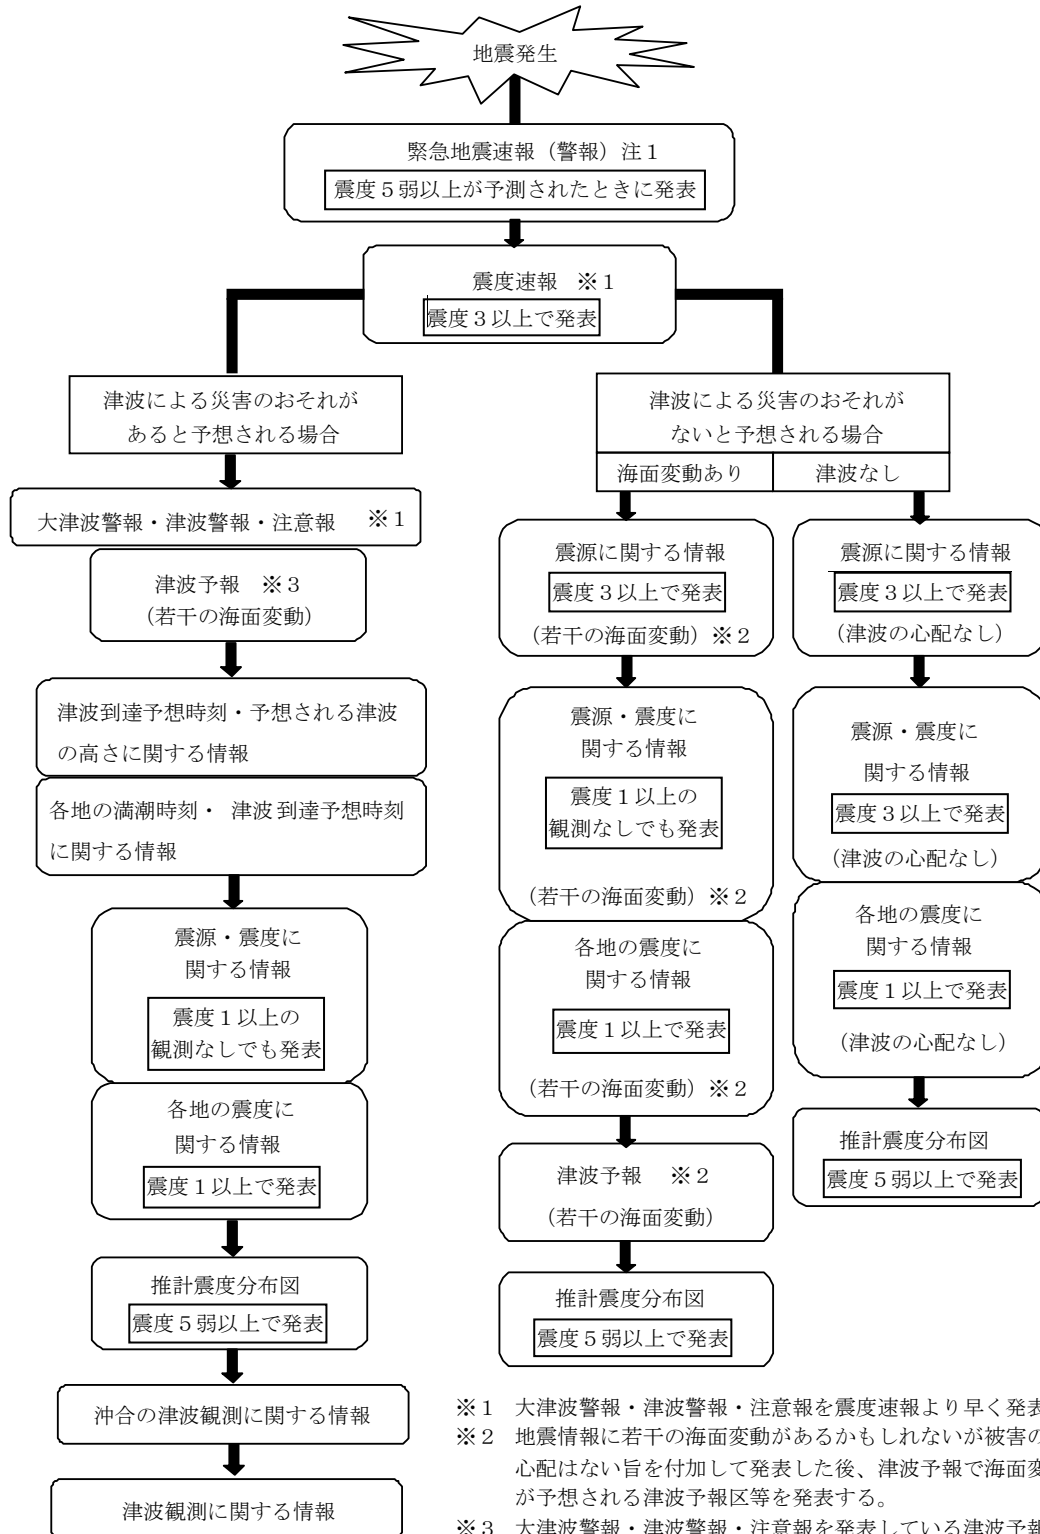 地震発生
緊急地震速報（警報）注１
震度５弱以上が予測されたときに発表
震度速報　※１
震度３以上で発表
津波による災害のおそれが
あると予想される場合
大津波警報・津波警報・注意報　※１
津波予報　※３
（若干の海面変動）
津波到達予想時刻・予想される津波
の高さに関する情報
各地の満潮時刻・ 津波到達予想時刻
に関する情報
震源・震度に
関する情報
震度１以上の
観測なしでも発表
各地の震度に
関する情報
震度１以上で発表
推計震度分布図
震度５弱以上で発表
沖合の津波観測に関する情報
津波観測に関する情報
津波による災害のおそれが
ないと予想される場合
海面変動あり
津波なし
震源に関する情報
震度３以上で発表
（若干の海面変動）※２
震源・震度に
関する情報
震度１以上の
観測なしでも発表
（若干の海面変動）※２
各地の震度に
関する情報
震度１以上で発表
（若干の海面変動）※２
津波予報　※２
（若干の海面変動）
推計震度分布図
震度５弱以上で発表
震源に関する情報
震度３以上で発表
（津波の心配なし）
震源・震度に
関する情報
震度３以上で発表
（津波の心配なし）
各地の震度に
関する情報
震度１以上で発表
（津波の心配なし）
推計震度分布図
震度５弱以上で発表
※１　大津波警報・津波警報・注意報を震度速報より早く発表
※２　地震情報に若干の海面変動があるかもしれないが被害の
心配はない旨を付加して発表した後、津波予報で海面変
が予想される津波予報区等を発表する。
※３　大津波警報・津波警報・注意報を発表している津波予報